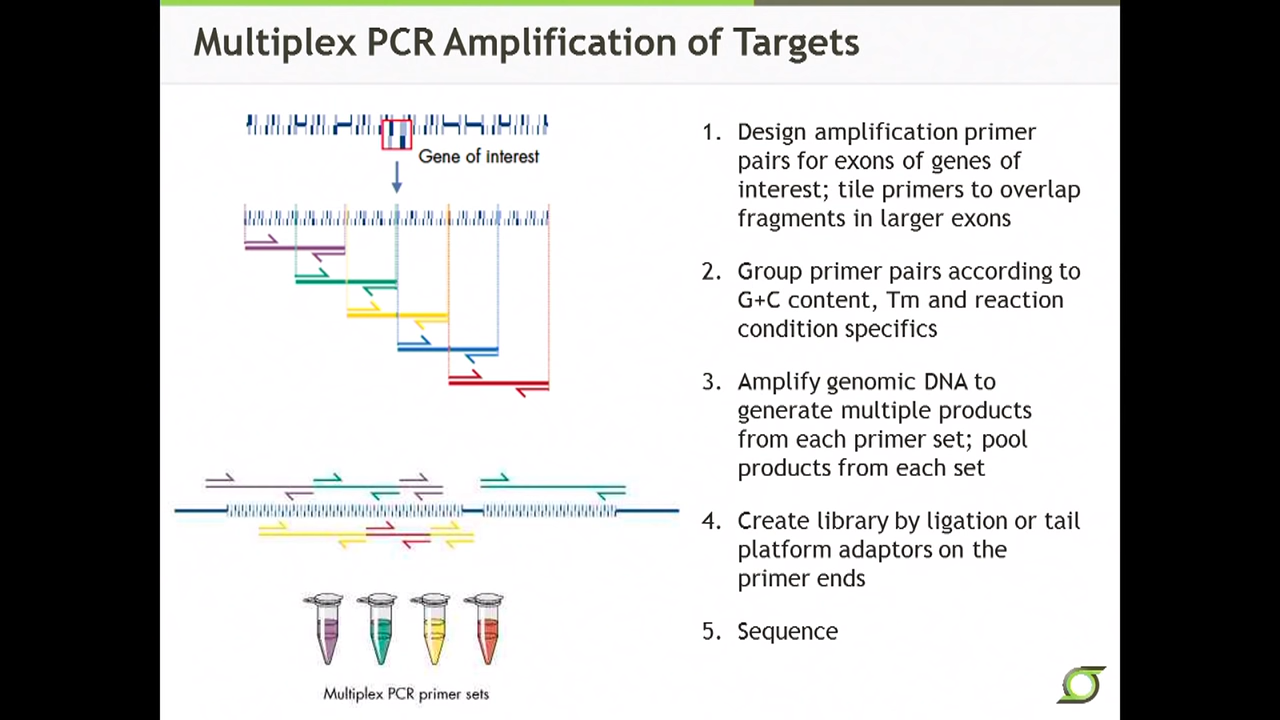 Multiplex PCR Amplification of Targets
Gene of interest
Multiplex PCR primer sets
1. Design amplification primer
pairs for exons of genes of
interest; tile primers to overlap
fragments in larger exons
2. Group primer pairs according to
G+C content, Tm and reaction
condition specifics
3. Amplify genomic DNA to
generate multiple products
from each primer set; pool
products from each set
4. Create library by ligation or tail
platform adaptors on the
primer ends
5. Sequence